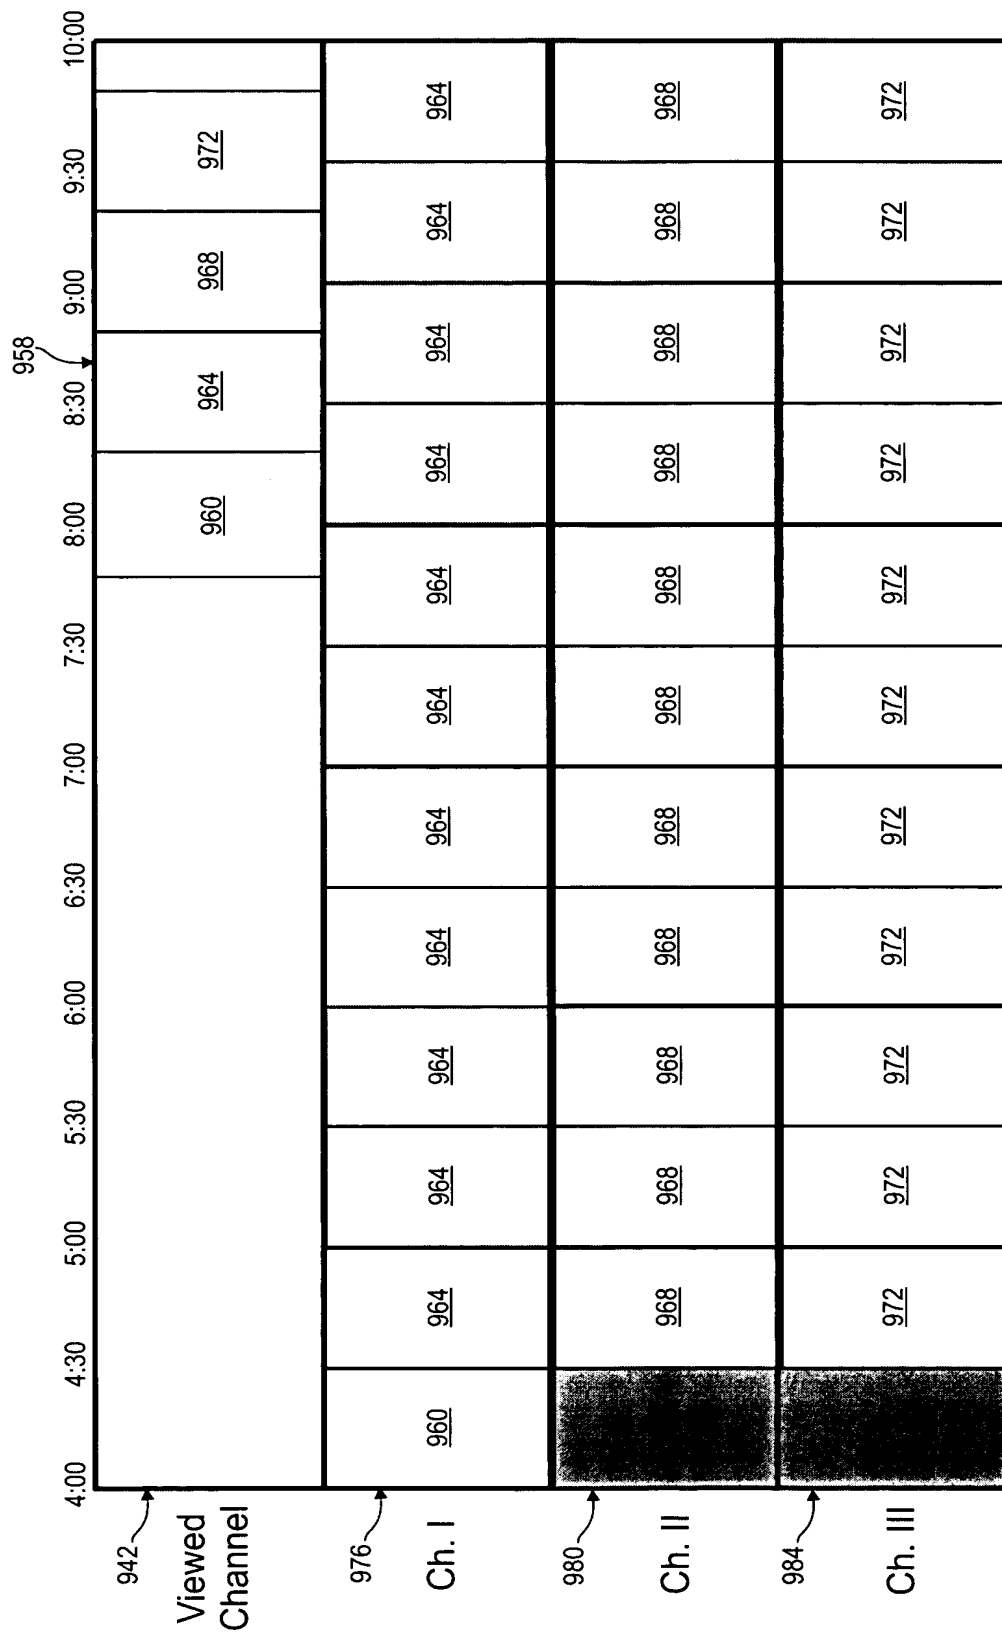 958
4:00 4:30 5:00 5:30 6:00 6:30 7:00 7:30 8:00 8:30 9:00 9:30 10:00
942
Viewed
Channel
960 964 968 972
976
Ch. I
960 964 964 964 964 964 964 964 964 964 964 964
980
Ch. II
968 968 968 968 968 968 968 968 968 968 968
984
Ch. III
972 972 972 972 972 972 972 972 972 972 972